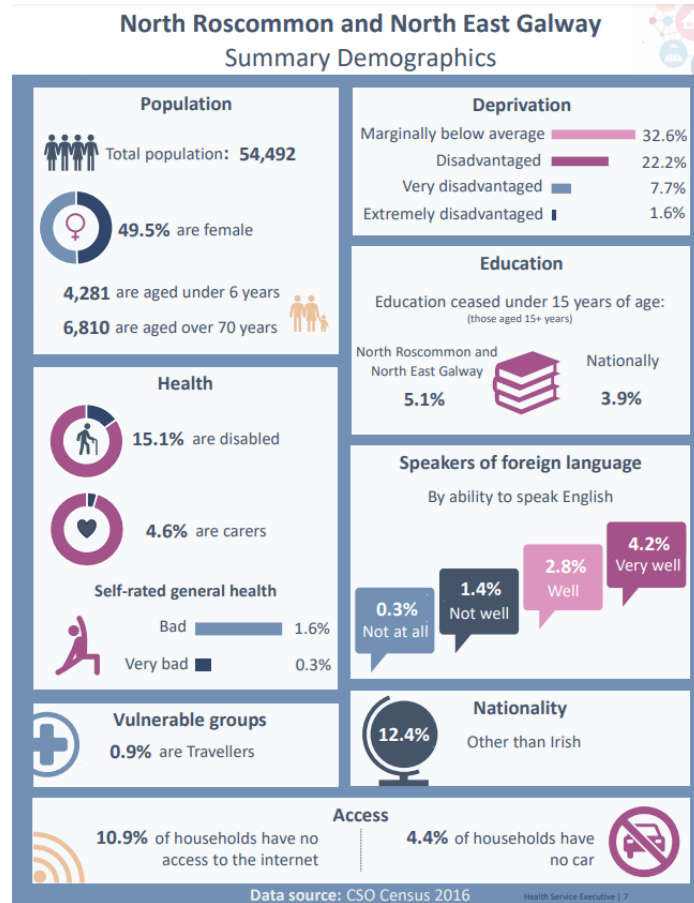 North Roscommon and North East Galway
Summary Demographics
Population
Total population: 54,492
49.5% are female
4,281 are aged under 6 years
6,810 are aged over 70 years
Deprivation
Marginally below average 32.6%
Disadvantaged 22.2%
Very disadvantaged 7.7%
Extremely disadvantaged 1.6%
Education
Education ceased under 15 years of age:
(those aged 15+ years)
North Roscommon and
North East Galway
5.1%
Nationally
3.9%
Health
15.1% are disabled
4.6% are carers
Self-rated general health
Bad 1.6%
Very bad 0.3%
Speakers of foreign language
By ability to speak English
0.3%
Not at all
1.4%
Not well
2.8%
Well
4.2%
Very well
Vulnerable groups
0.9% are Travellers
Nationality
12.4%
Other than Irish
Access
10.9% of households have no
access to the internet
4.4% of households have
no car
Data source: CSO Census 2016
Health Service Executive | 7